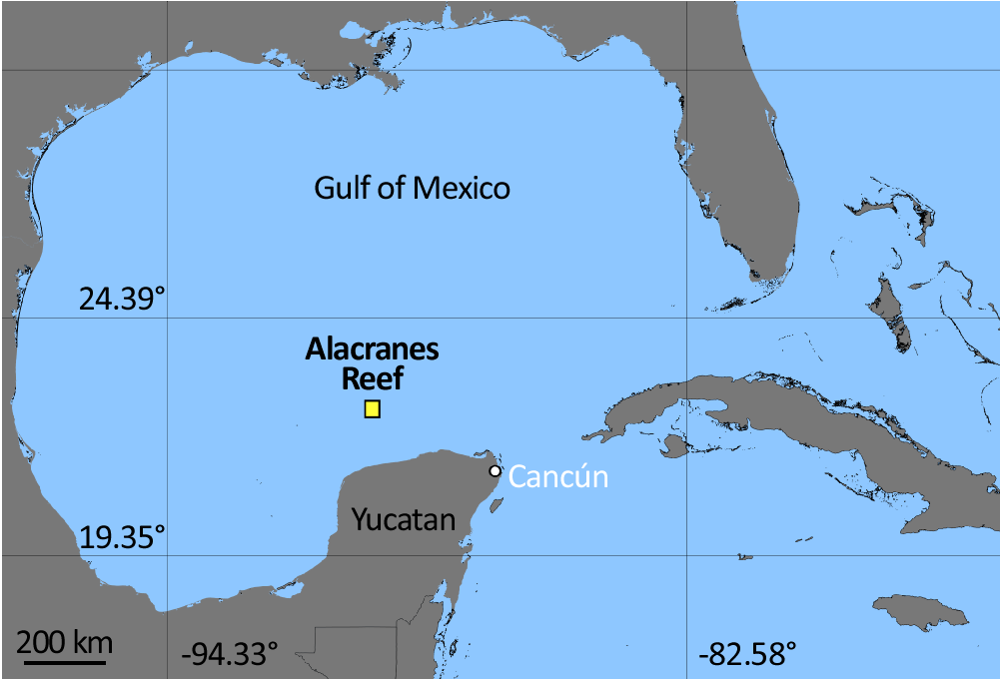 Gulf of Mexico
24.39°
Alacranes
Reef
Cancún
Yucatan
19.35°
200 km
-94.33°
-82.58°